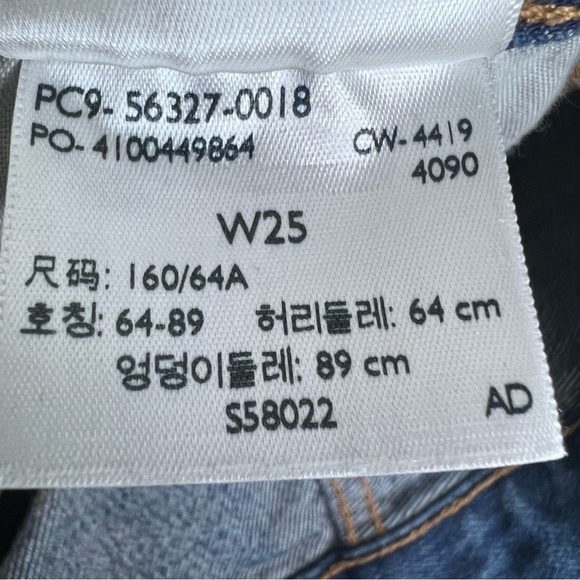 PC9- 56327-0018
PO- 4100449864 CW- 4419
4090
W25
尺码: 160/64A
호칭: 64-89 허리둘레: 64 cm
엉덩이둘레: 89 cm
S58022 AD